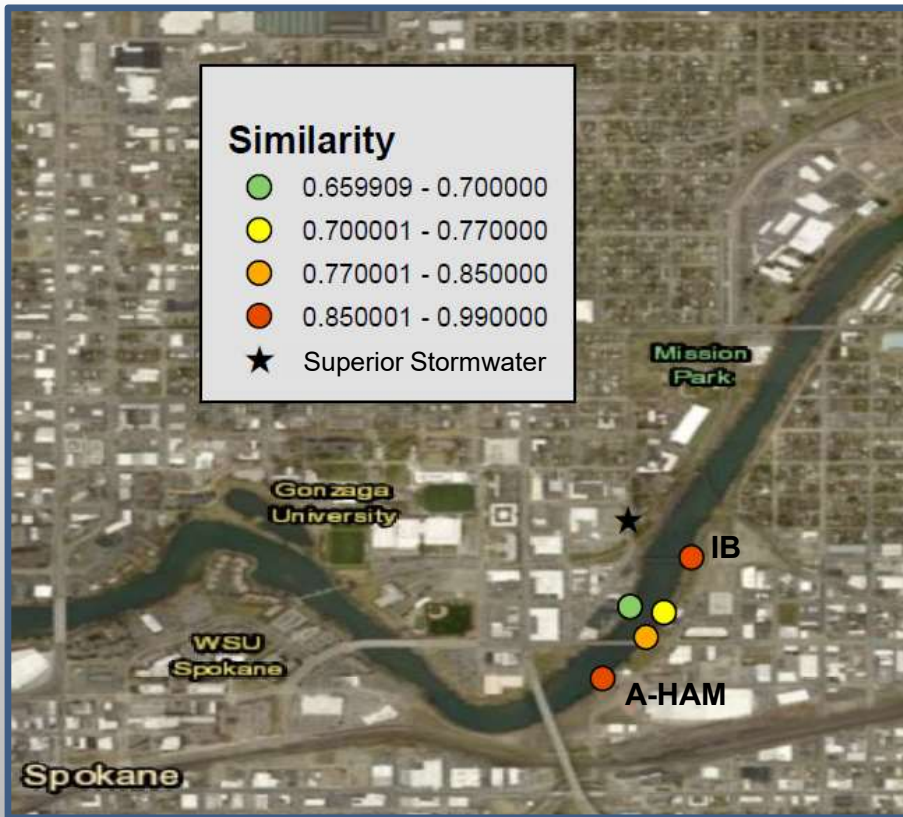 Similarity
0.659909 - 0.700000
0.700001 - 0.770000
0.770001 - 0.850000
0.850001 - 0.990000
Superior Stormwater
Mission
Park
Gonzaga
University
IB
WSU
Spokane
A-HAM
Spokane